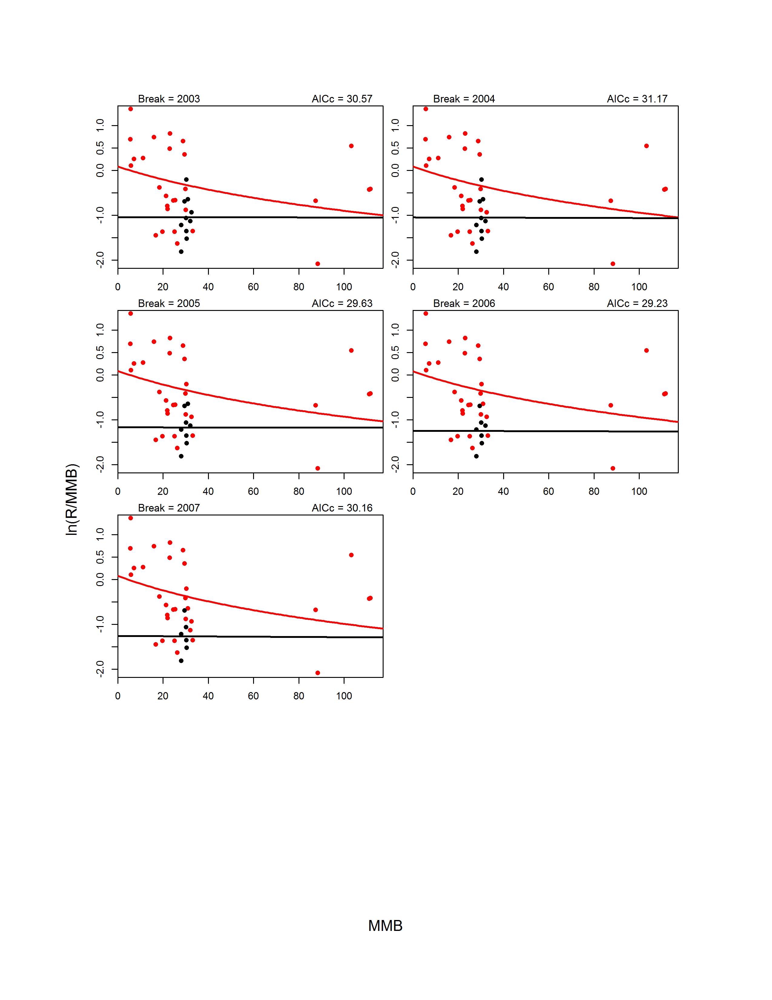 Break = 2003 AICc = 30.57
1.0
0.5
0.0
-1.0
-2.0
0 20 40 60 80 100
Break = 2004 AICc = 31.17
1.0
0.5
0.0
-1.0
-2.0
0 20 40 60 80 100
Break = 2005 AICc = 29.63
1.0
0.5
0.0
-1.0
-2.0
0 20 40 60 80 100
Break = 2006 AICc = 29.23
1.0
0.5
0.0
-1.0
-2.0
0 20 40 60 80 100
Break = 2007 AICc = 30.16
1.0
0.5
0.0
-1.0
-2.0
0 20 40 60 80 100
ln(R/MMB)
MMB